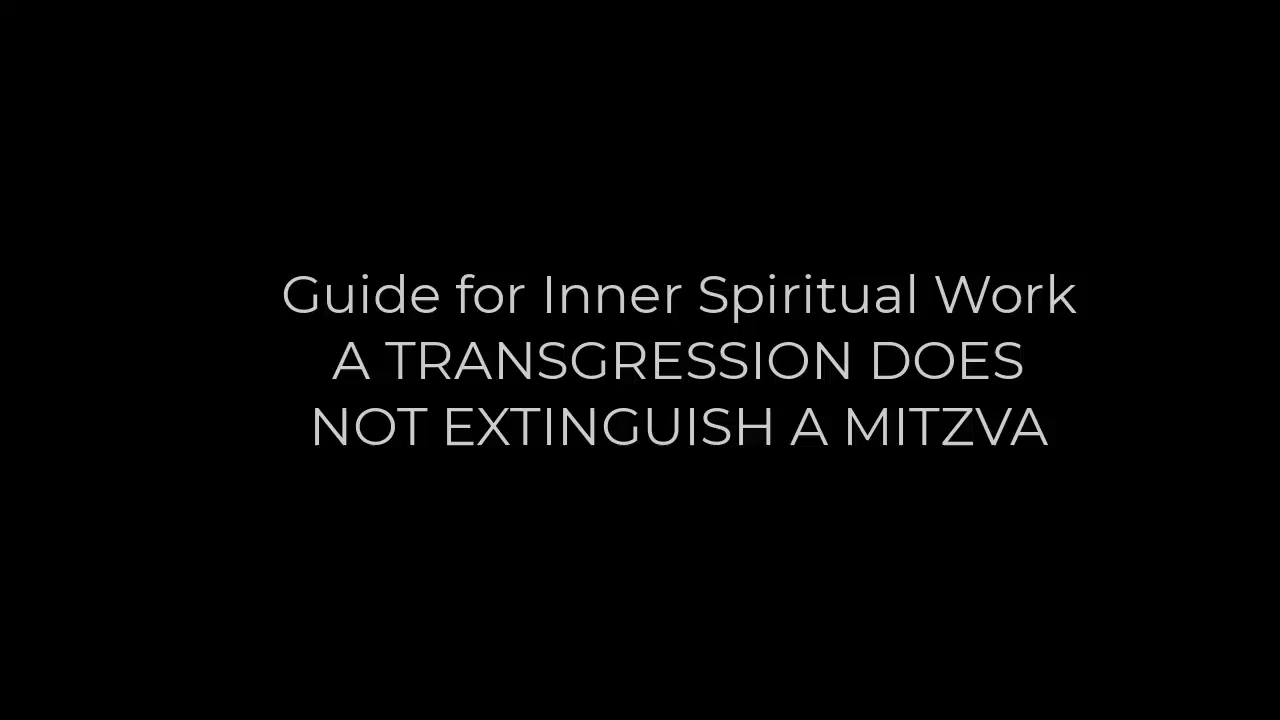 Guide for Inner Spiritual Work
A TRANSGRESSION DOES
NOT EXTINGUISH A MITZVA